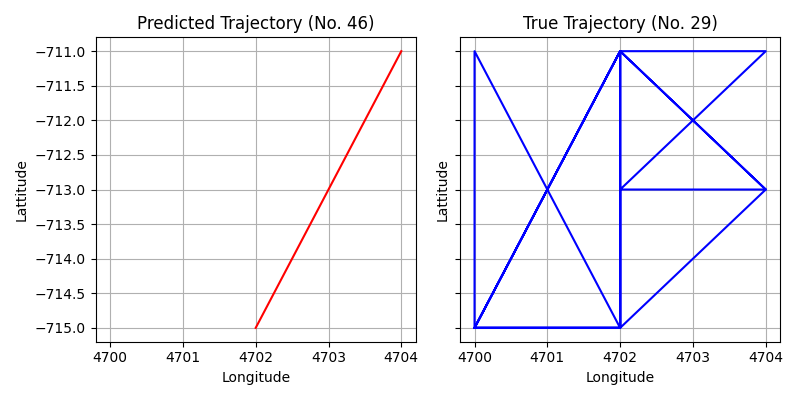 Predicted Trajectory (No. 46)
−711.0
−711.5
−712.0
−712.5
−713.0
−713.5
−714.0
−714.5
−715.0
Lattitude
4700 4701 4702 4703 4704
Longitude
True Trajectory (No. 29)
Lattitude
4700 4701 4702 4703 4704
Longitude